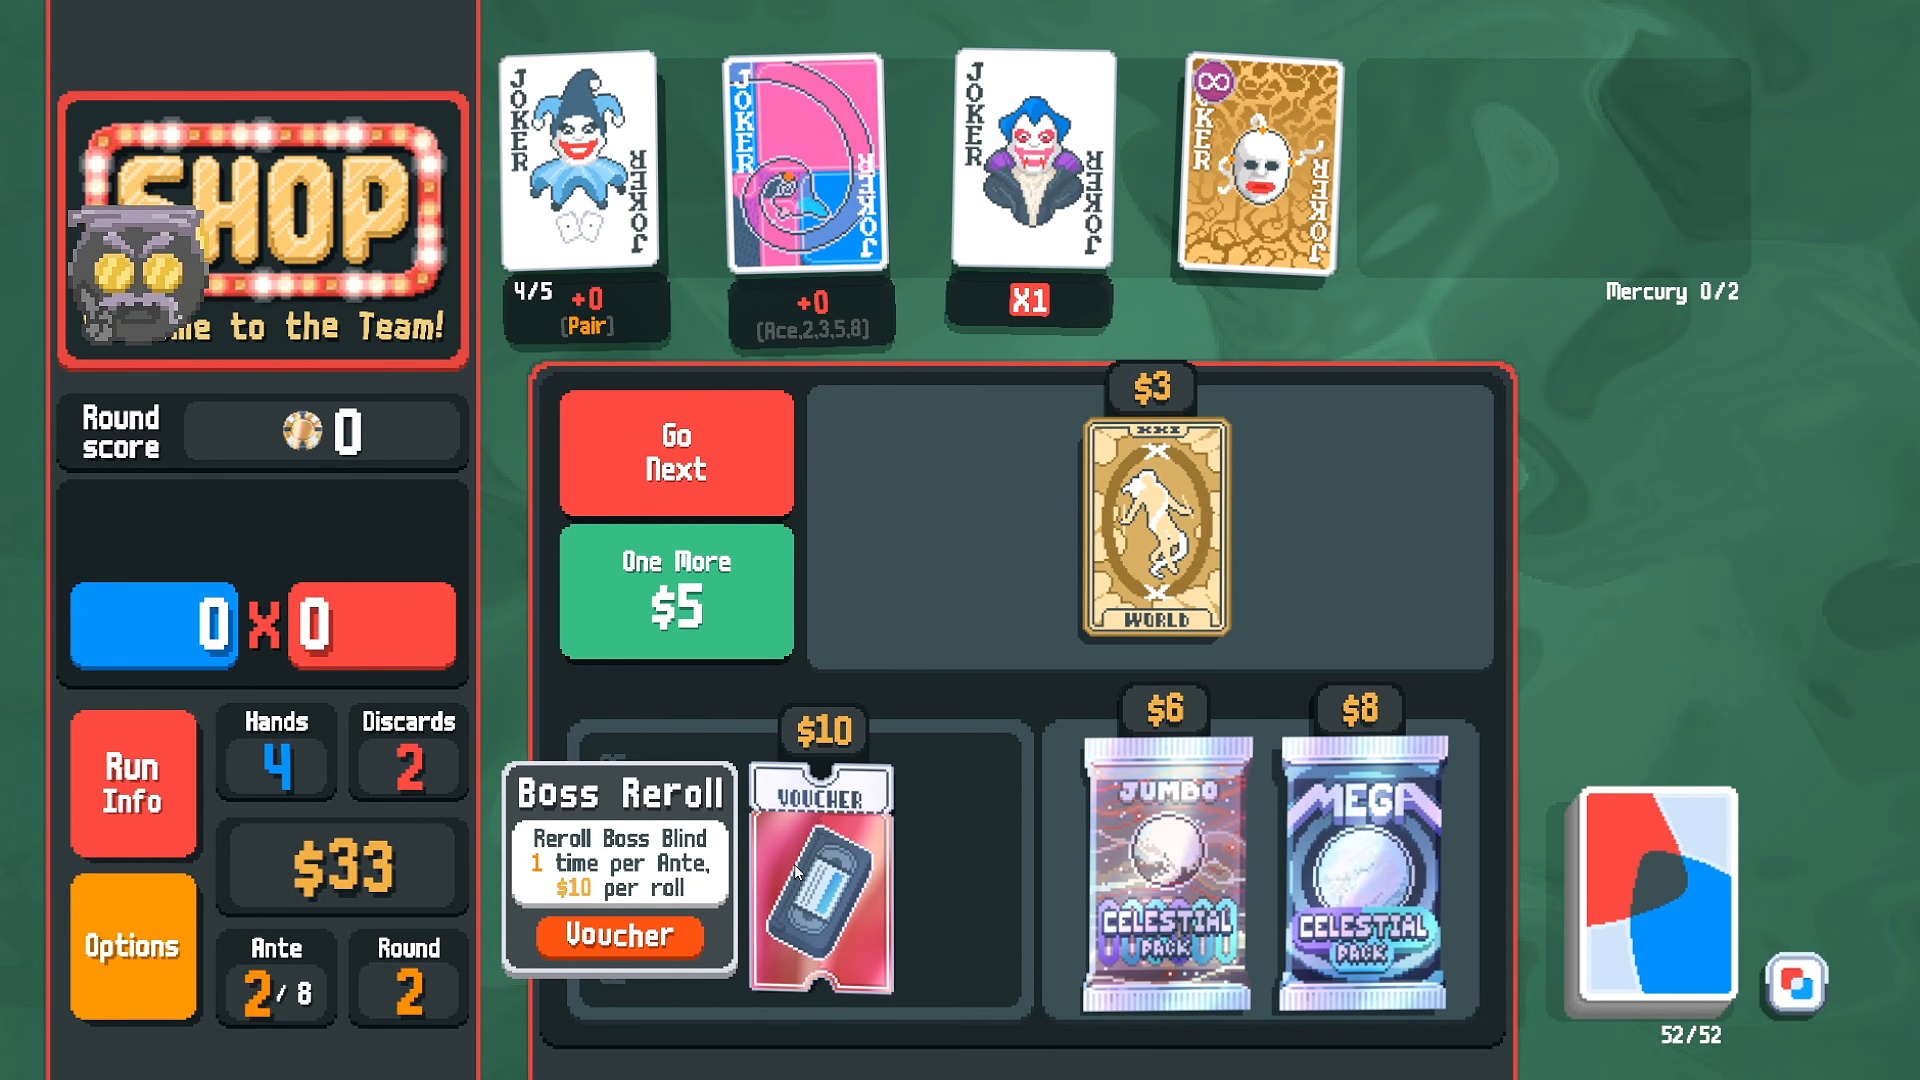 SHOP
me to the Team!
Round
score
0
0 X 0
Run
Info
Hands
4
Discards
2
$33
Options
Ante
2/ 8
Round
2
JOKER
JOKER
4/5 +0
[Pair]
JOKER
JOKER
+0
(Ace,2,3,5,8)
JOKER
JOKER
X1
KER
JOKER
Mercury 0/2
Go
Next
One More
$5
$3
XXI
WORLD
$10
Boss Reroll
Reroll Boss Blind
1 time per Ante,
$10 per roll
Voucher
VOUCHER
$6
JUMBO
CELESTIAL
PACK
$8
MEGA
CELESTIAL
PACK
52/52